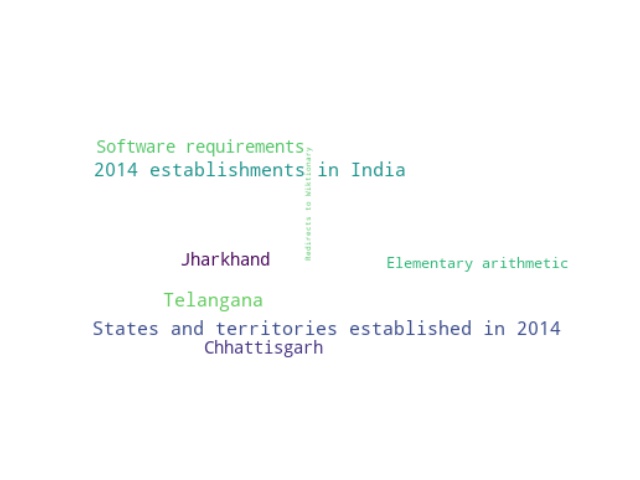 Software requirements
2014 establishments in India
Redirects to Wiktionary
Jharkhand
Elementary arithmetic
Telangana
States and territories established in 2014
Chhattisgarh